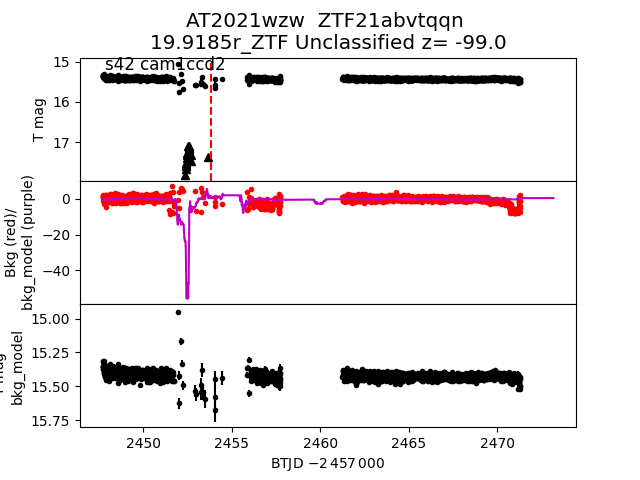 AT2021wzw  ZTF21abvtqqn
19.9185r_ZTF Unclassified z= -99.0
s42 cam1ccd2
15
16
17
T mag
0
−20
−40
Bkg (red)/
bkg_model (purple)
15.00
15.25
15.50
15.75
bkg_model
2450
2455
2460
2465
2470
BTJD −2 457 000